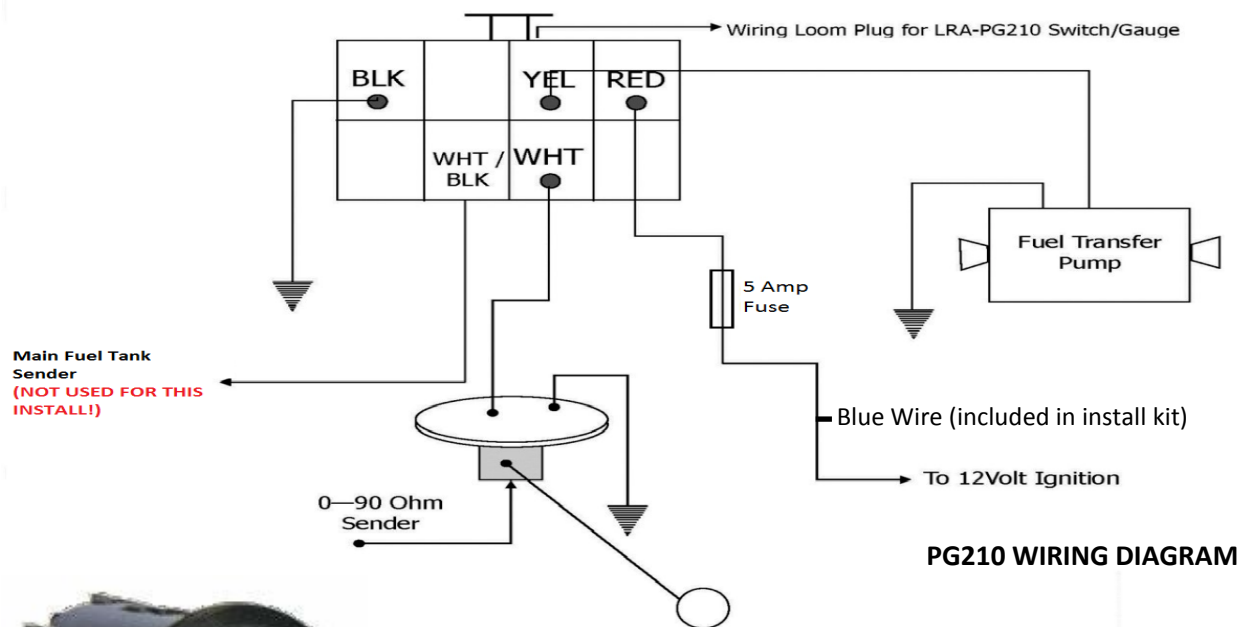 Wiring Loom Plug for LRA-PG210 Switch/Gauge
BLK
YEL
RED
WHT /
BLK
WHT
Fuel Transfer
Pump
5 Amp
Fuse
Main Fuel Tank
Sender
(NOT USED FOR THIS
INSTALL!)
Blue Wire (included in install kit)
To 12Volt Ignition
0—90 Ohm
Sender
PG210 WIRING DIAGRAM